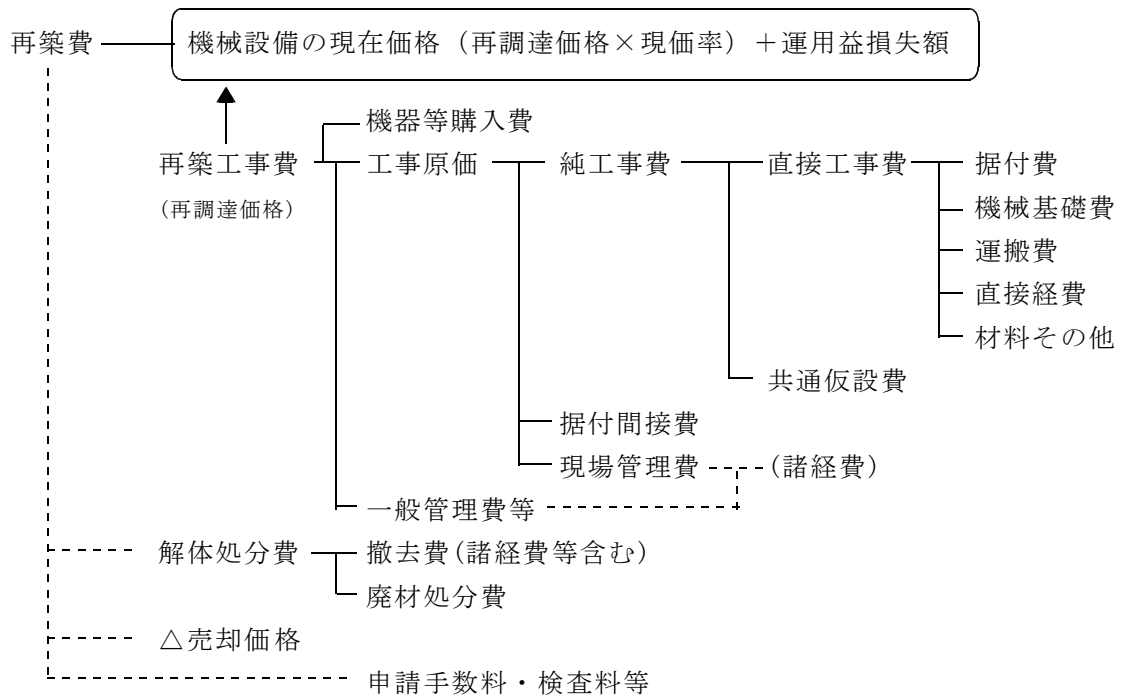 再築費 機械設備の現在価格（再調達価格×現価率）＋運用益損失額
機器等購入費
再築工事費 工事原価 純工事費 直接工事費 据付費
(再調達価格) 機械基礎費
運搬費
直接経費
材料その他
共通仮設費
据付間接費
現場管理費 (諸経費)
一般管理費等
解体処分費 撤去費(諸経費等含む)
廃材処分費
△売却価格
申請手数料・検査料等